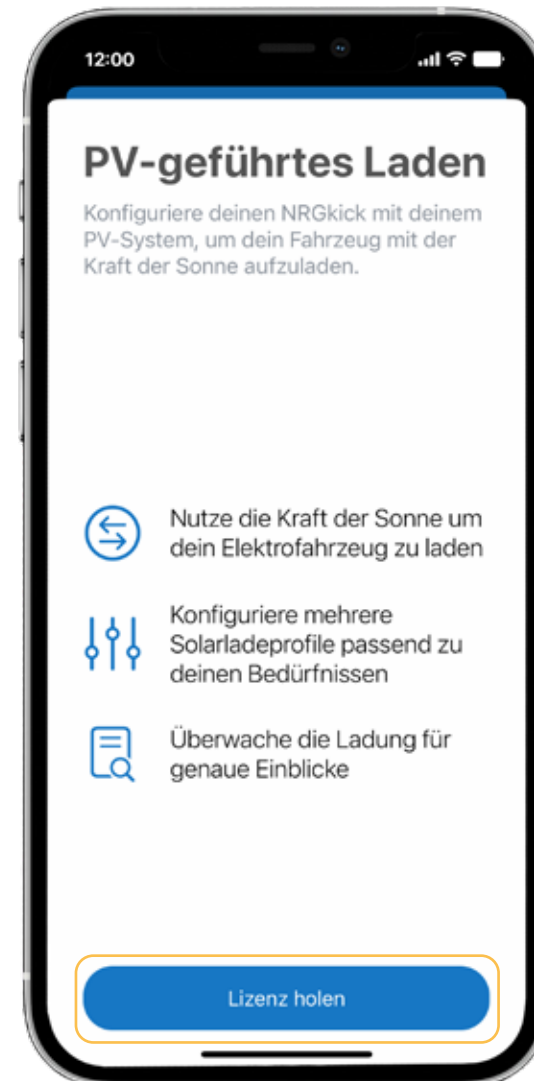 12:00
PV-geführtes Laden
Konfiguriere deinen NRGkick mit deinem
PV-System, um dein Fahrzeug mit der
Kraft der Sonne aufzuladen.
Nutze die Kraft der Sonne um
dein Elektrofahrzeug zu laden
Konfiguriere mehrere
Solarladeprofile passend zu
deinen Bedürfnissen
Überwache die Ladung für
genaue Einblicke
Lizenz holen